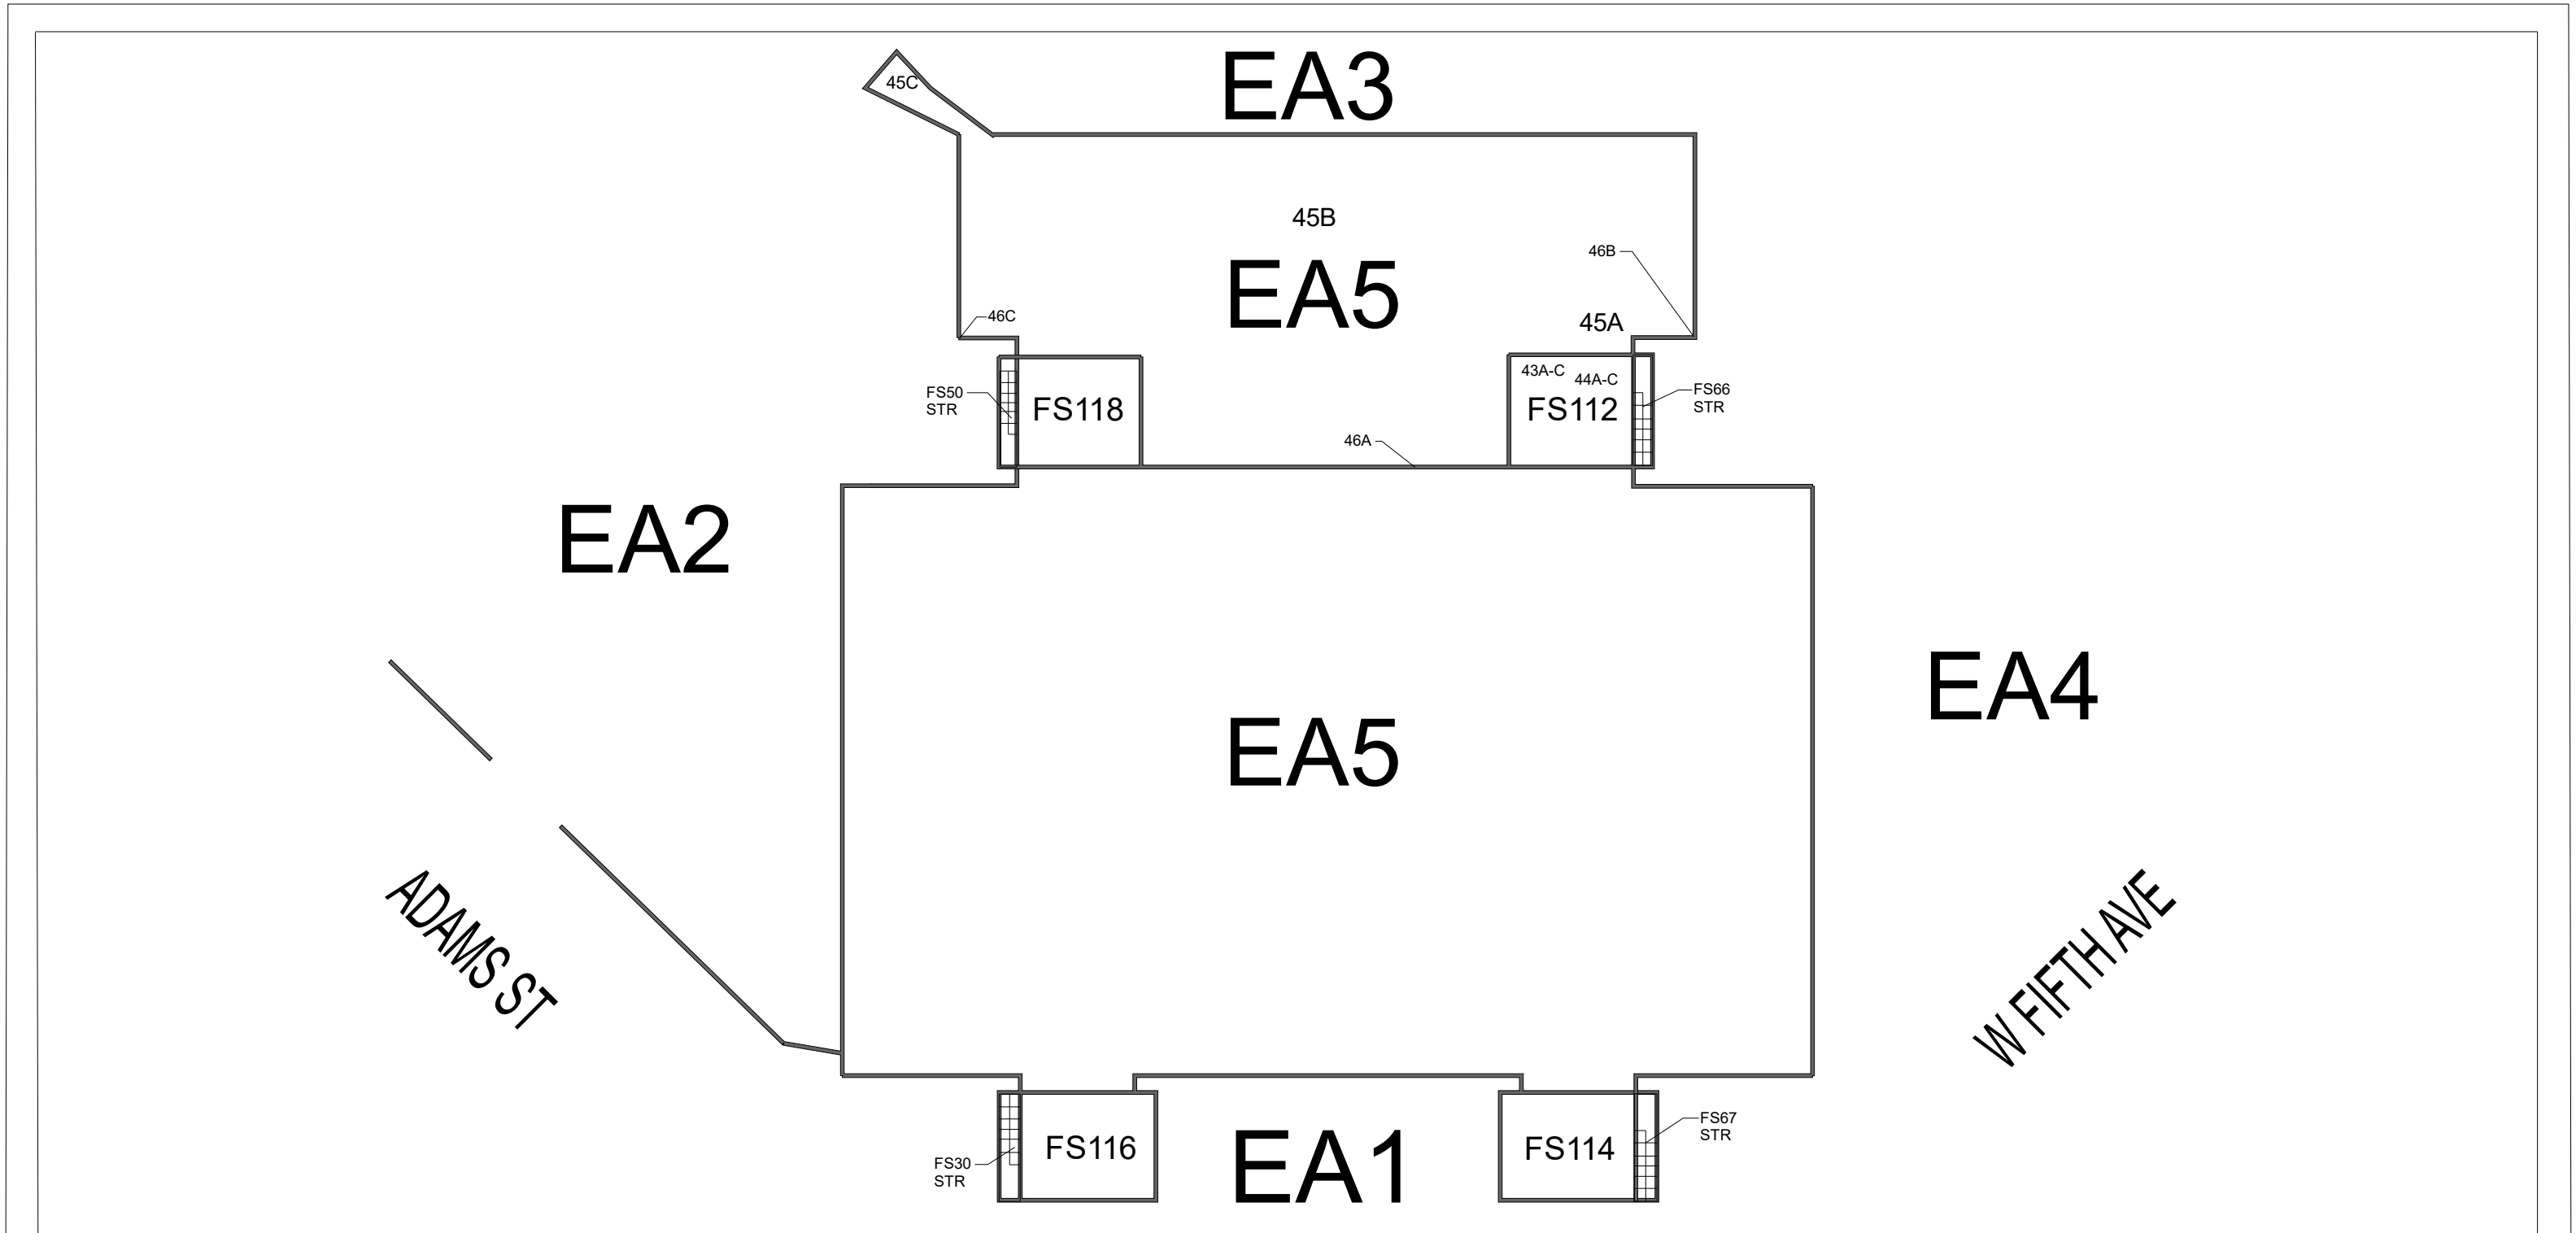 45C
EA3
45B
46B
EA5
46C
45A
43A-C
44A-C
FS50
STR
FS118
FS112
FS66
STR
46A
EA2
EA4
EA5
ADAMS ST
W FIFTH AVE
FS116
FS114
FS67
STR
EA1
FS30
STR